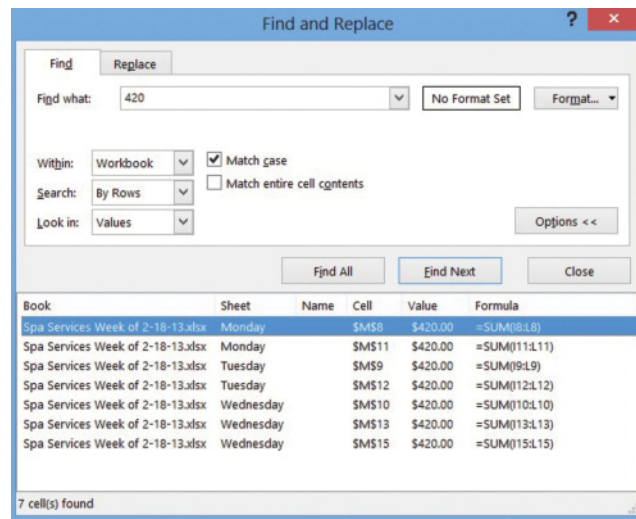 Find and Replace ? ×
Find Replace
Find what: 420 No Format Set Format...
Within: Workbook Match case
Match entire cell contents
Search: By Rows
Look in: Values Options <<
Find All Find Next Close
Book Sheet Name Cell Value Formula
Spa Services Week of 2-18-13.xlsx Monday $M$8 $420.00 =SUM(I8:L8)
Spa Services Week of 2-18-13.xlsx Monday $M$11 $420.00 =SUM(I11:L11)
Spa Services Week of 2-18-13.xlsx Tuesday $M$9 $420.00 =SUM(I9:L9)
Spa Services Week of 2-18-13.xlsx Tuesday $M$12 $420.00 =SUM(I12:L12)
Spa Services Week of 2-18-13.xlsx Wednesday $M$10 $420.00 =SUM(I10:L10)
Spa Services Week of 2-18-13.xlsx Wednesday $M$13 $420.00 =SUM(I13:L13)
Spa Services Week of 2-18-13.xlsx Wednesday $M$15 $420.00 =SUM(I15:L15)
7 cell(s) found